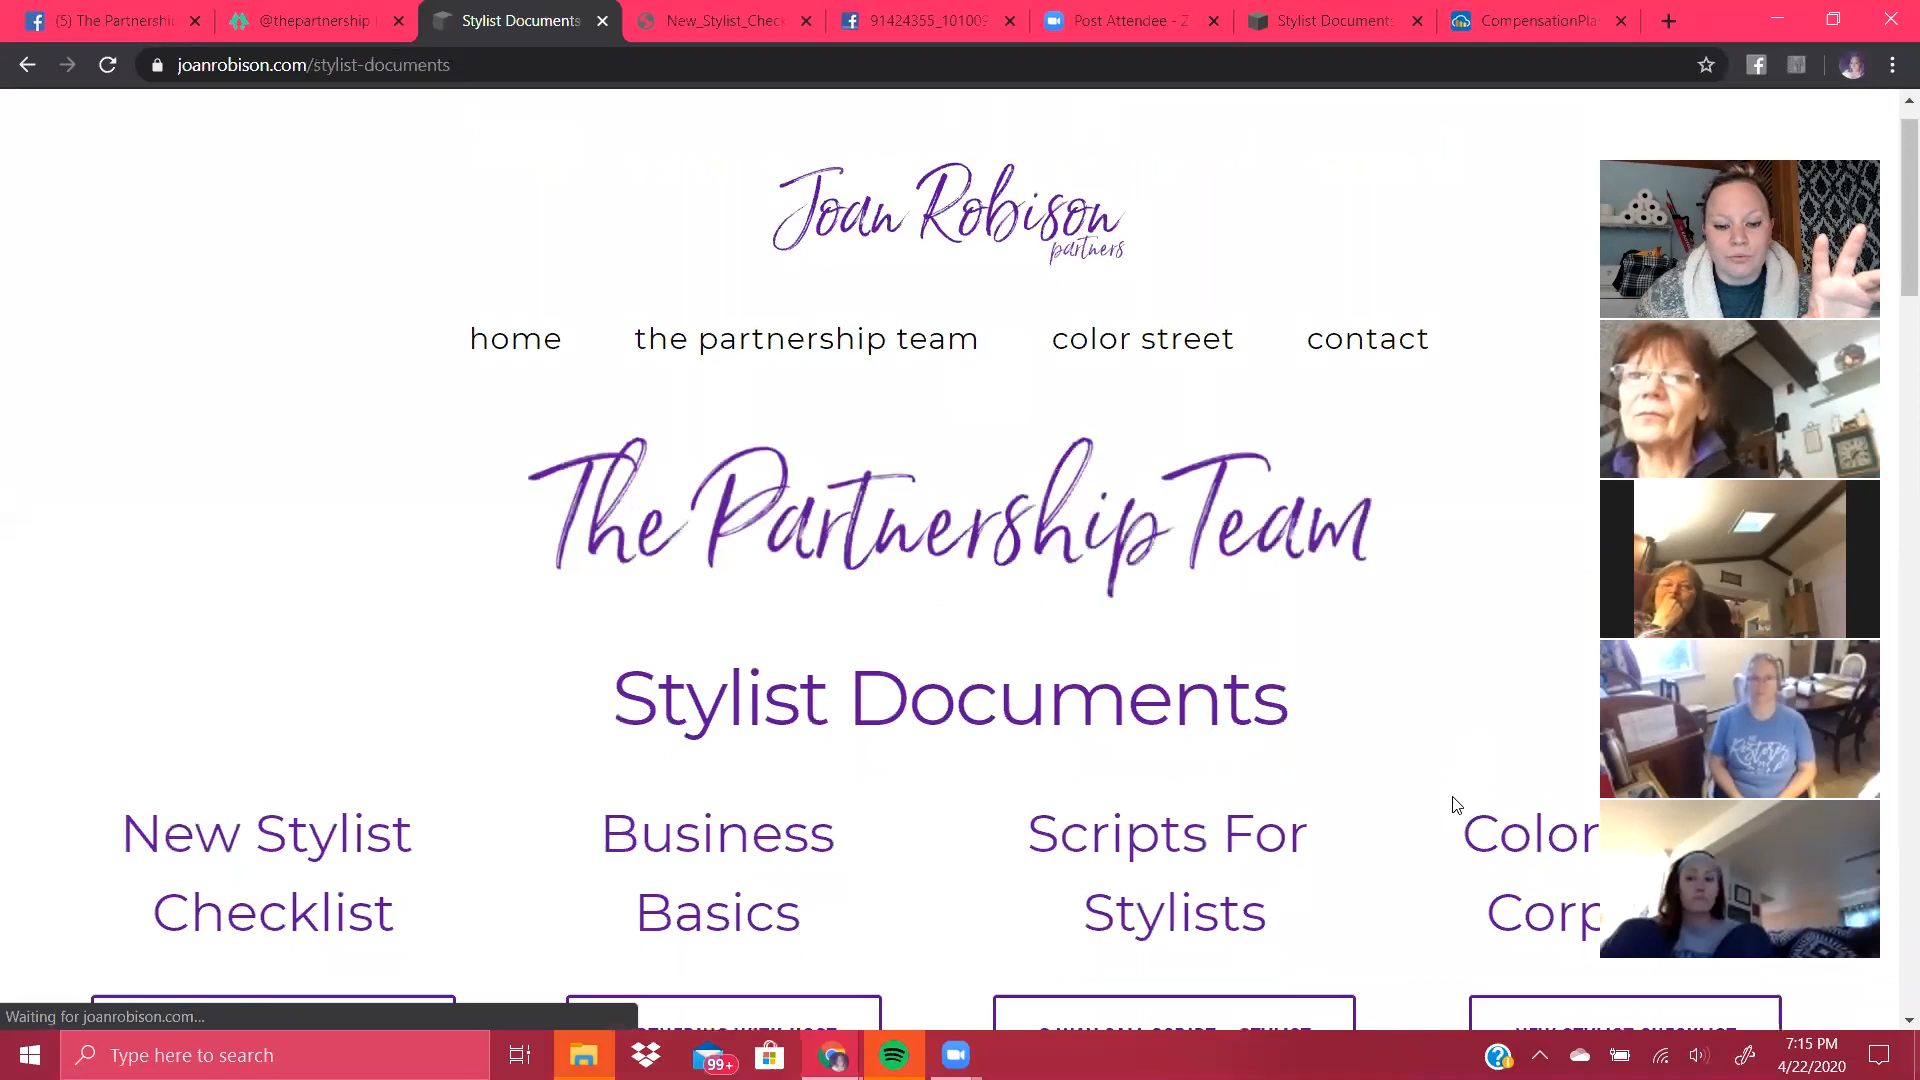 (5) The Partnershi
@thepartnership
Stylist Documents
New_Stylist_Check
91424355_101009
Post Attendee - Z
Stylist Documents
CompensationPla
joanrobison.com/stylist-documents
Joan Robison
partners
home
the partnership team
color street
contact
The Partnership Team
Stylist Documents
New Stylist
Checklist
Business
Basics
Scripts For
Stylists
Color
Corp
Waiting for joanrobison.com...
Type here to search
99+
7:15 PM
4/22/2020